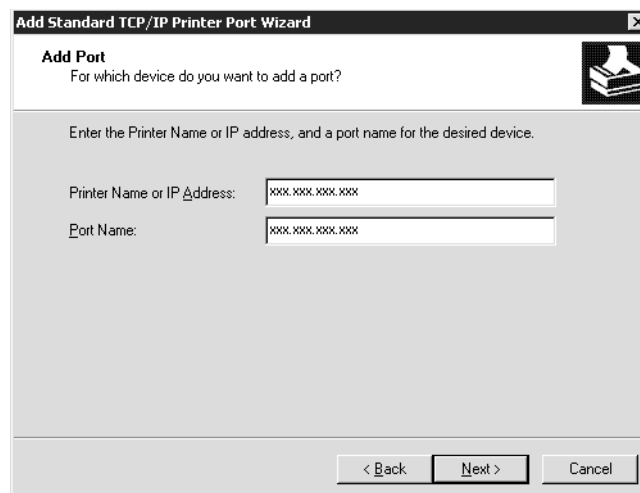 Add Standard TCP/IP Printer Port Wizard
Add Port
For which device do you want to add a port?
Enter the Printer Name or IP address, and a port name for the desired device.
Printer Name or IP Address: xxx.xxx.xxx.xxx
Port Name: xxx.xxx.xxx.xxx
< Back Next > Cancel